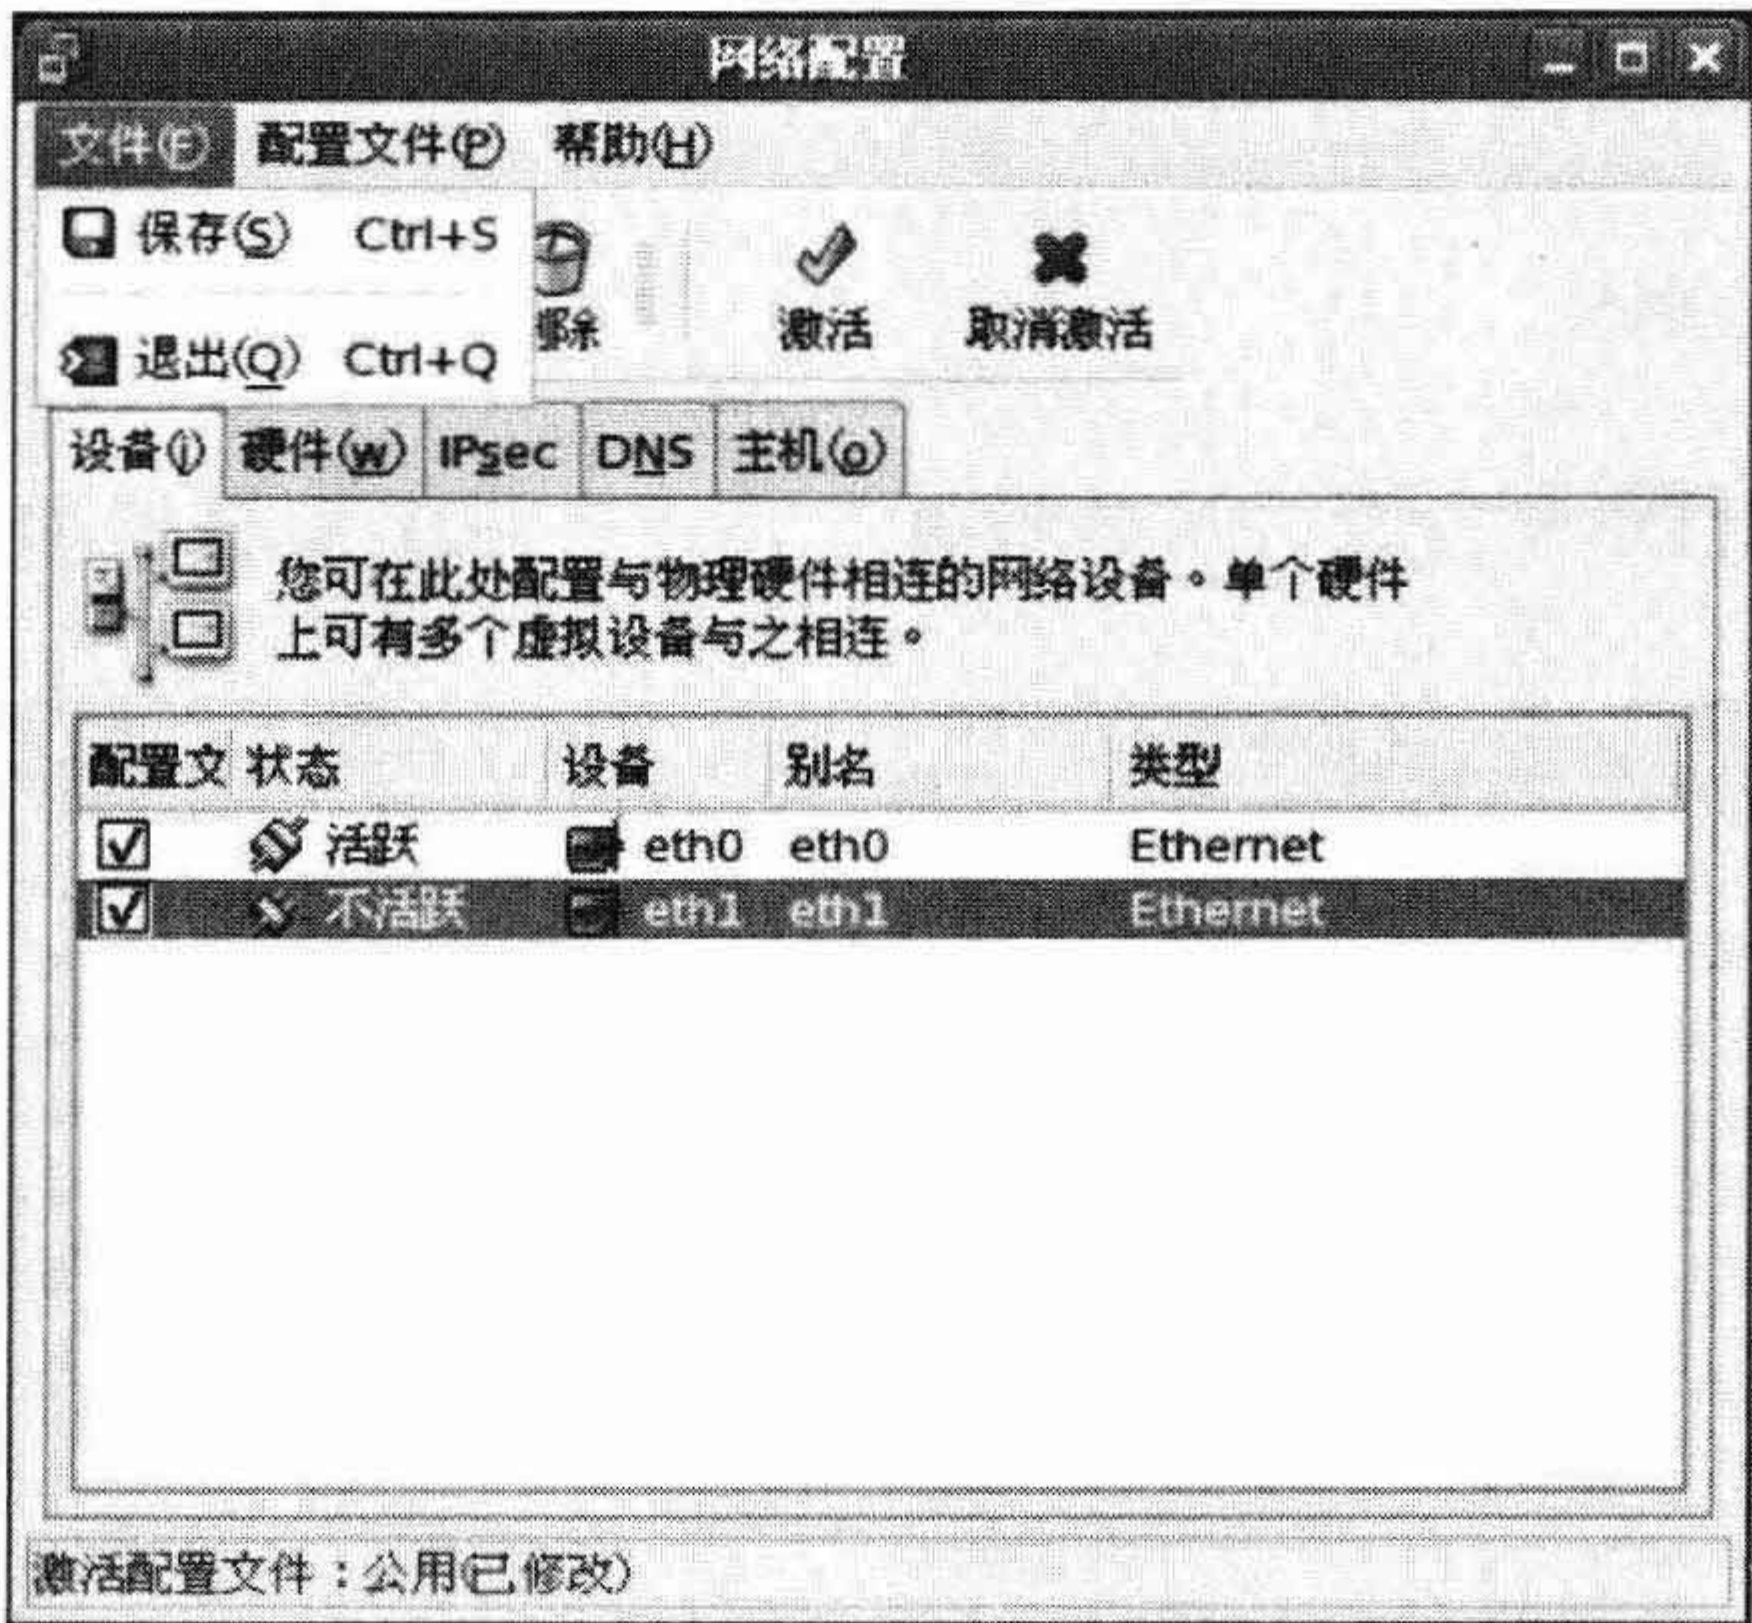 网络配置
文件(F) 配置文件(P) 帮助(H)
保存(S) Ctrl+S
退出(Q) Ctrl+Q
除 激活 取消激活
设备(i) 硬件(w) IPsec DNS 主机(o)
您可在此处配置与物理硬件相连的网络设备。单个硬件
上可有多个虚拟设备与之相连。
配置文 状态 设备 别名 类型
活跃 eth0 eth0 Ethernet
不活跃 eth1 eth1 Ethernet
激活配置文件：公用(已修改)